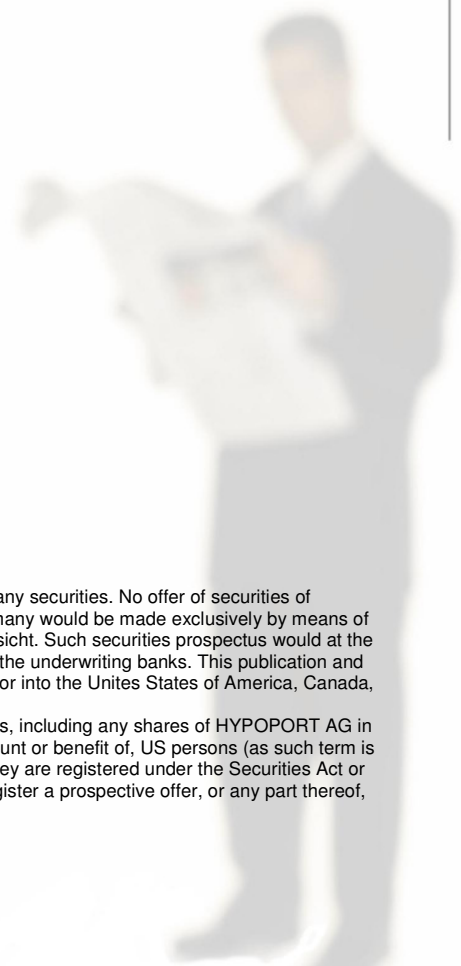 any securities. No offer of securities of
many would be made exclusively by means of
sicht. Such securities prospectus would at the
the underwriting banks. This publication and
or into the Unites States of America, Canada,
s, including any shares of HYPOPORT AG in
unt or benefit of, US persons (as such term is
ey are registered under the Securities Act or
gister a prospective offer, or any part thereof,